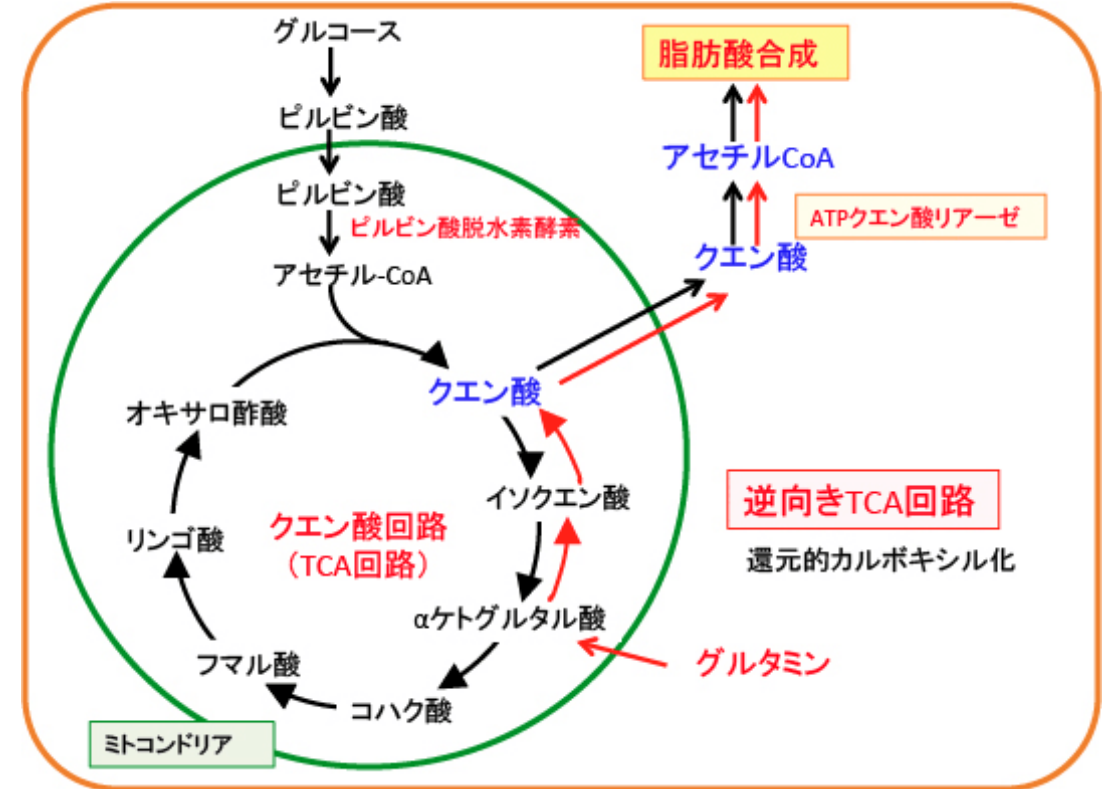 グルコース
ピルビン酸
ピルビン酸
ピルビン酸脱水素酵素
アセチル-CoA
脂肪酸合成
アセチルCoA
ATPクエン酸リアーゼ
クエン酸
クエン酸
オキサロ酢酸
イソクエン酸
クエン酸回路
（TCA回路）
リンゴ酸
αケトグルタル酸
フマル酸
コハク酸
逆向きTCA回路
還元的カルボキシル化
グルタミン
ミトコンドリア